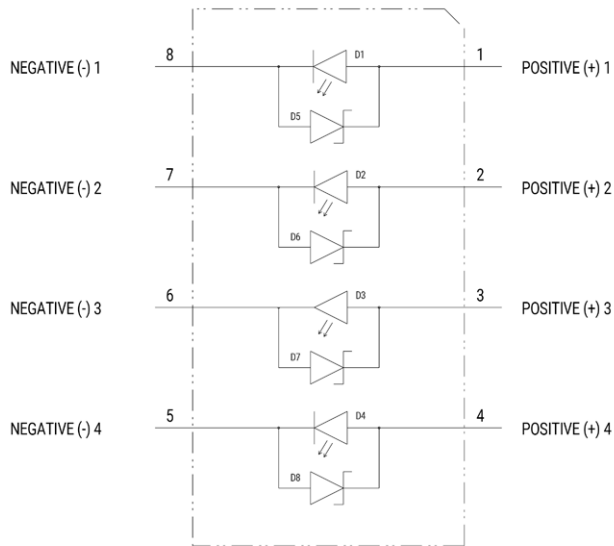 NEGATIVE (-) 1 8 D1 1 POSITIVE (+) 1
D5
NEGATIVE (-) 2 7 D2 2 POSITIVE (+) 2
D6
NEGATIVE (-) 3 6 D3 3 POSITIVE (+) 3
D7
NEGATIVE (-) 4 5 D4 4 POSITIVE (+) 4
D8